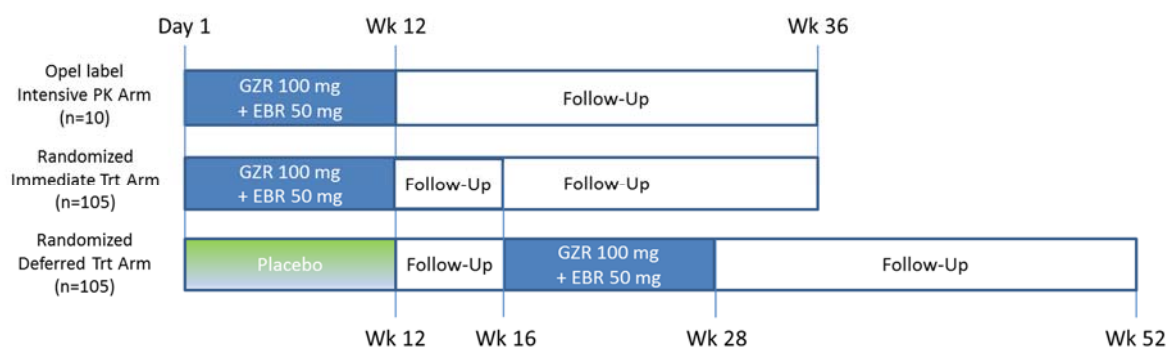 Day 1
Wk 12
Wk 36
Opel label
Intensive PK Arm
(n=10)
GZR 100 mg
+ EBR 50 mg
Follow-Up
Randomized
Immediate Trt Arm
(n=105)
GZR 100 mg
+ EBR 50 mg
Follow-Up
Follow-Up
Randomized
Deferred Trt Arm
(n=105)
Placebo
Follow-Up
GZR 100 mg
+ EBR 50 mg
Follow-Up
Wk 12
Wk 16
Wk 28
Wk 52